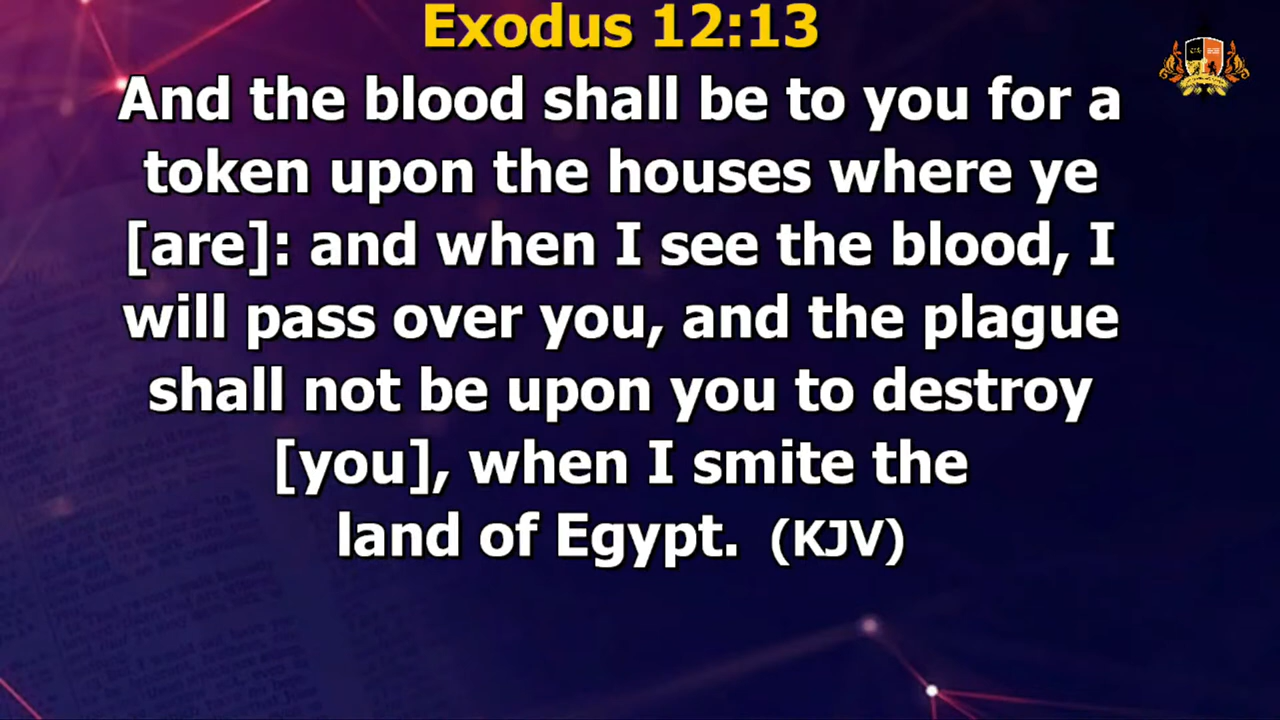 Exodus 12:13
And the blood shall be to you for a
token upon the houses where ye
[are]: and when I see the blood, I
will pass over you, and the plague
shall not be upon you to destroy
[you], when I smite the
land of Egypt. (KJV)